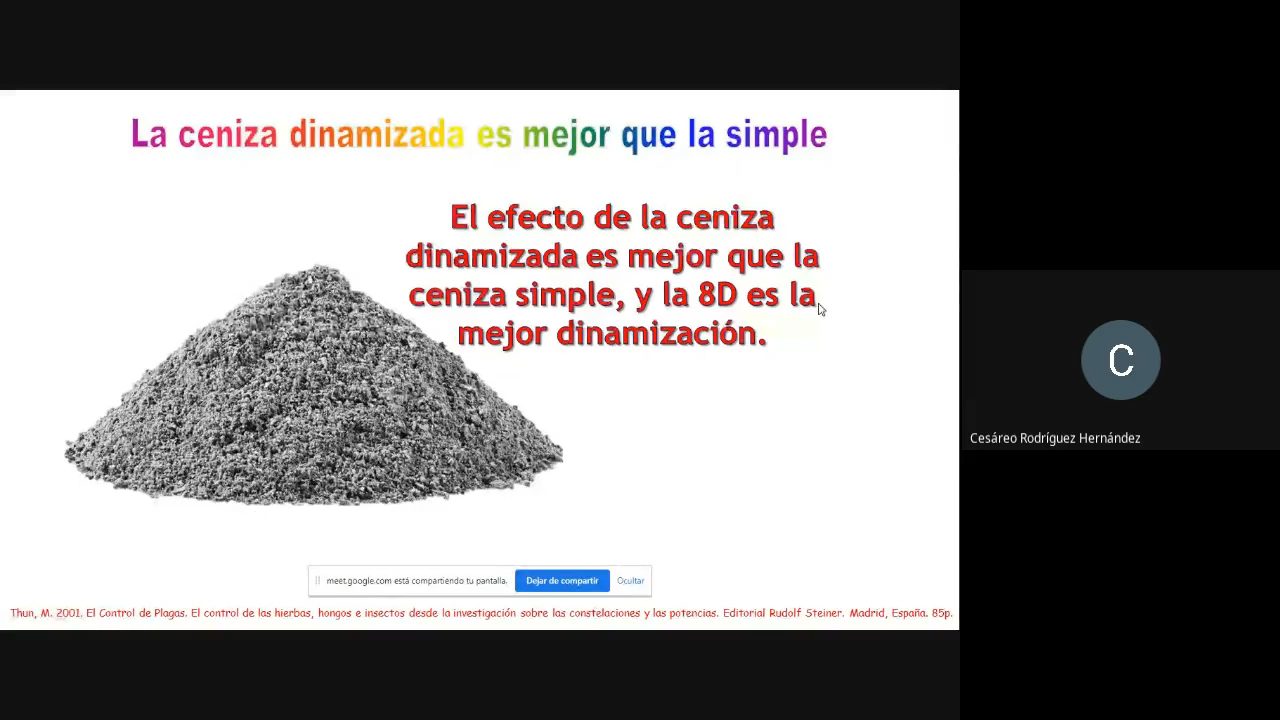 La ceniza dinamizada es mejor que la simple
El efecto de la ceniza
dinamizada es mejor que la
ceniza simple, y la 8D es la
mejor dinamización.
C
Cesáreo Rodríguez Hernández
meet.google.com está compartiendo tu pantalla.
Dejar de compartir
Ocultar
Thun, M. 2001. El Control de Plagas. El control de las hierbas, hongos e insectos desde la investigación sobre las constelaciones y las potencias. Editorial Rudolf Steiner. Madrid, España. 85p.